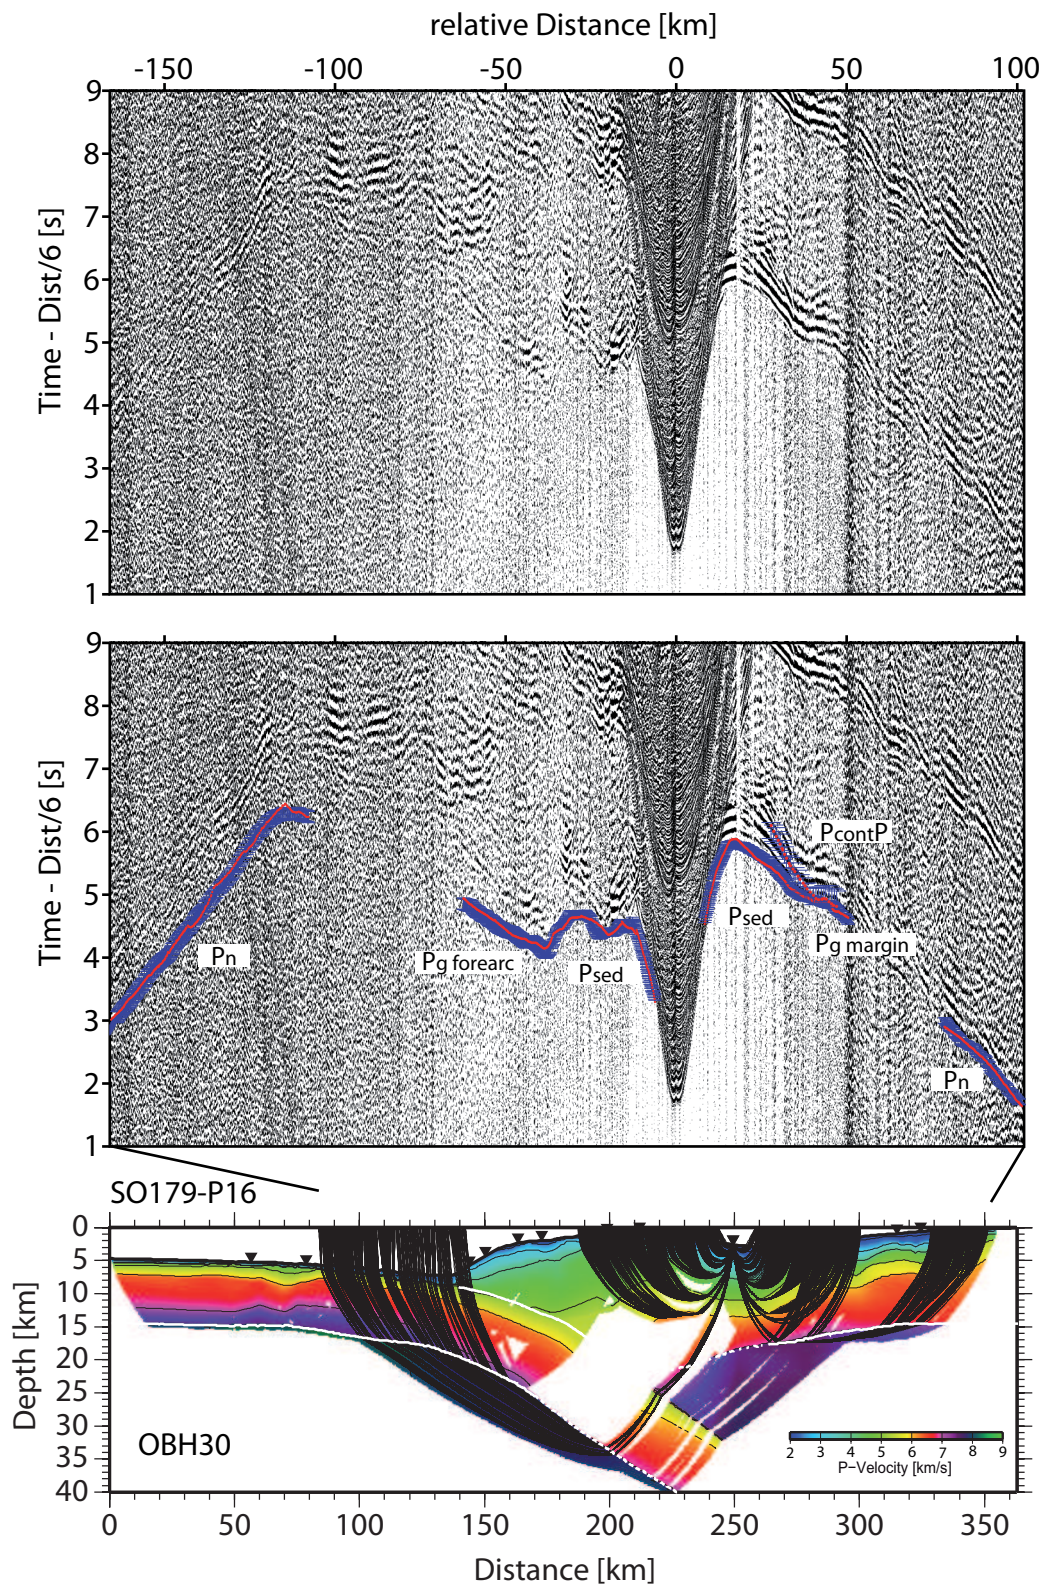 relative Distance [km]
-150 -100 -50 0 50 100
9
8
7
6
5
4
3
2
1
Time - Dist/6 [s]
9
8
7
6
5
4
3
2
1
Time - Dist/6 [s]
PcontP
Psed
Pg margin
Pn
Pg forearc
Psed
Pn
SO179-P16
0
5
10
15
20
25
30
35
40
Depth [km]
OBH30
2 3 4 5 6 7 8 9
P-Velocity [km/s]
0 50 100 150 200 250 300 350
Distance [km]